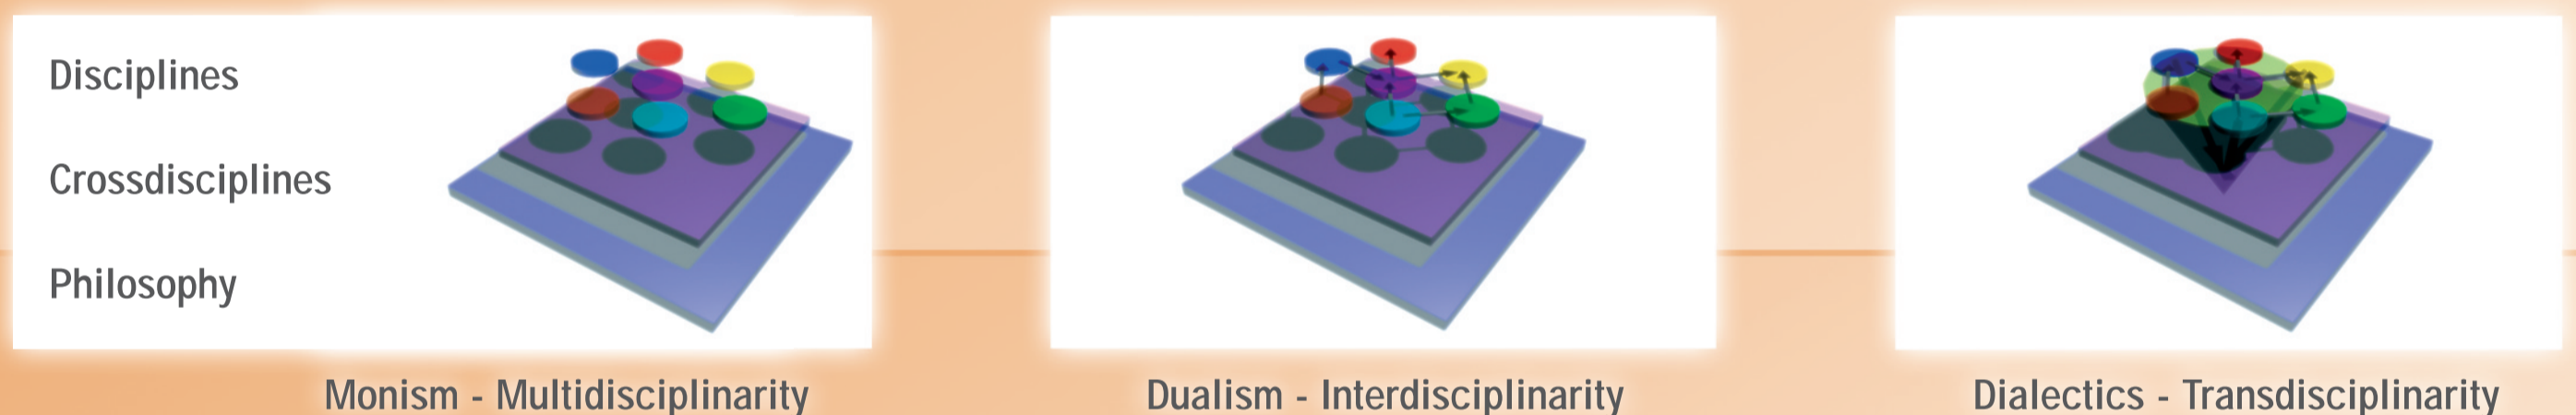 Disciplines
Crossdisciplines
Philosophy
Monism - Multidisciplinarity
Dualism - Interdisciplinarity
Dialectics - Transdisciplinarity